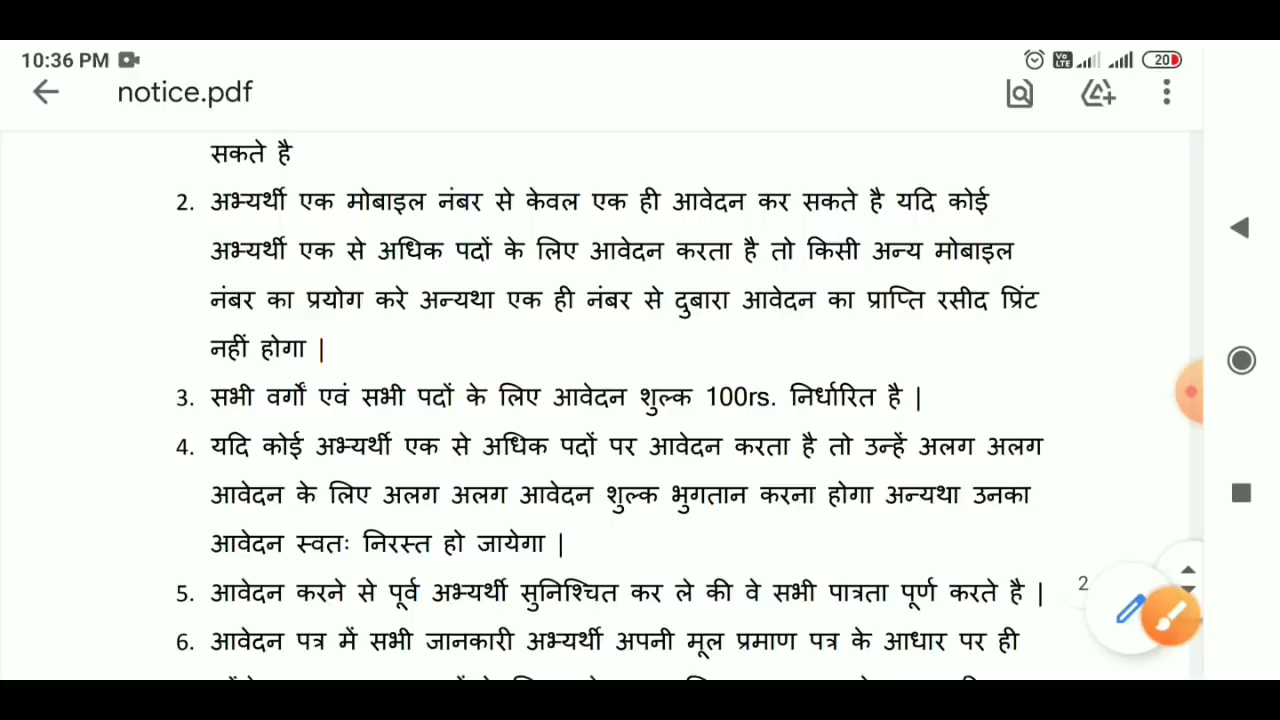 10:36 PM
20
notice.pdf
सकते है
2. अभ्यर्थी एक मोबाइल नंबर से केवल एक ही आवेदन कर सकते है यदि कोई
अभ्यर्थी एक से अधिक पदों के लिए आवेदन करता है तो किसी अन्य मोबाइल
नंबर का प्रयोग करे अन्यथा एक ही नंबर से दुबारा आवेदन का प्राप्ति रसीद प्रिंट
नहीं होगा |
3. सभी वर्गों एवं सभी पदों के लिए आवेदन शुल्क 100rs. निर्धारित है |
4. यदि कोई अभ्यर्थी एक से अधिक पदों पर आवेदन करता है तो उन्हें अलग अलग
आवेदन के लिए अलग अलग आवेदन शुल्क भुगतान करना होगा अन्यथा उनका
आवेदन स्वतः निरस्त हो जायेगा |
5. आवेदन करने से पूर्व अभ्यर्थी सुनिश्चित कर ले की वे सभी पात्रता पूर्ण करते है |
2
6. आवेदन पत्र में सभी जानकारी अभ्यर्थी अपनी मूल प्रमाण पत्र के आधार पर ही